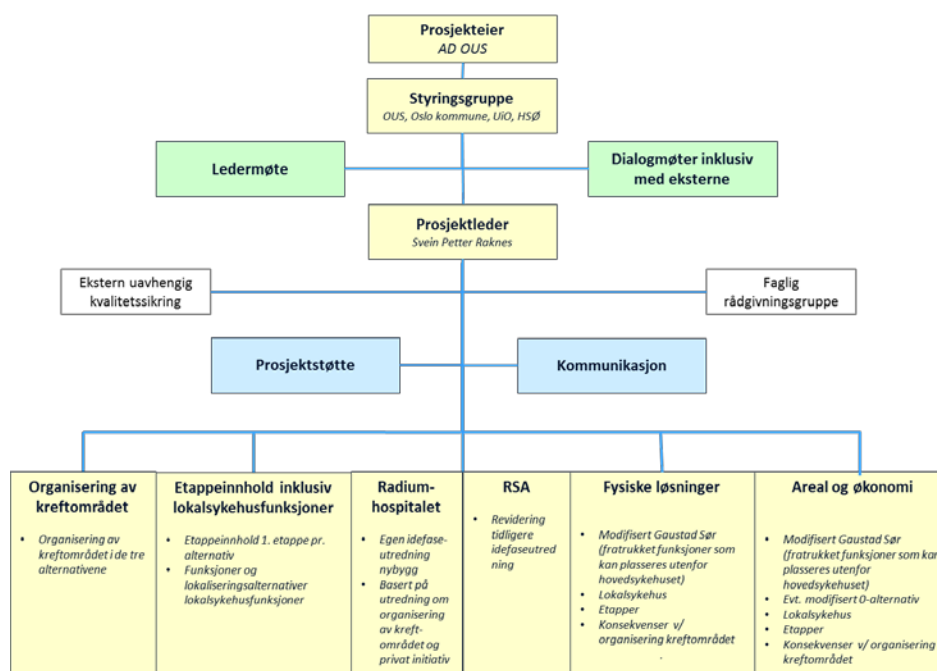 Prosjekteier
AD OUS
Styringsgruppe
OUS, Oslo kommune, UiO, HSØ
Ledermøte
Dialogmøter inklusiv
med eksterne
Prosjektleder
Svein Petter Raknes
Ekstern uavhengig
kvalitetssikring
Faglig
rådgivningsgruppe
Prosjektstøtte
Kommunikasjon
Organisering av
kreftområdet
• Organisering av
kreftområdet i de tre
alternativene
Etappeinnhold inklusiv
lokalsykehusfunksjoner
• Etappeinnhold 1. etappe pr.
alternativ
• Funksjoner og
lokaliseringsalternativer
lokalsykehusfunksjoner
Radium-
hospitalet
• Egen idefase-
utredning
nybygg
• Basert på
utredning om
organisering
av kreft-
området og
privat initiativ
RSA
• Revidering
tidligere
idefaseutred
ning
Fysiske løsninger
• Modifisert Gaustad Sør
(fratrukket funksjoner som
kan plasseres utenfor
hovedsykehuset)
• Lokalsykehus
• Etapper
• Konsekvenser v/
organisering kreftområdet
.
Areal og økonomi
• Modifisert Gaustad Sør
(fratrukket funksjoner som kan
plasseres utenfor
hovedsykehuset)
• Evt. modifisert 0-alternativ
• Lokalsykehus
• Etapper
• Konsekvenser v/ organisering
kreftområdet